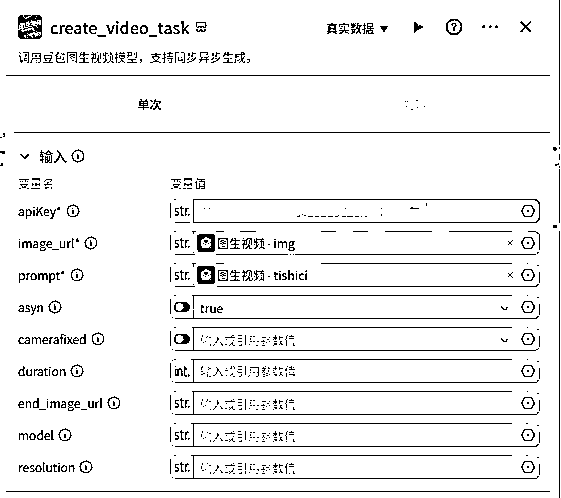 create_video_task 真实数据
调用豆包图生视频模型，支持同步异步生成。
单次
输入
变量名 变量值
apiKey* str.
image_url* str. 图生视频 - img ×
prompt* str. 图生视频 - tishici ×
asyn true
camerafixed 输入或引用参数值
duration int. 输入或引用参数值
end_image_url str. 输入或引用参数值
model str. 输入或引用参数值
resolution str. 输入或引用参数值